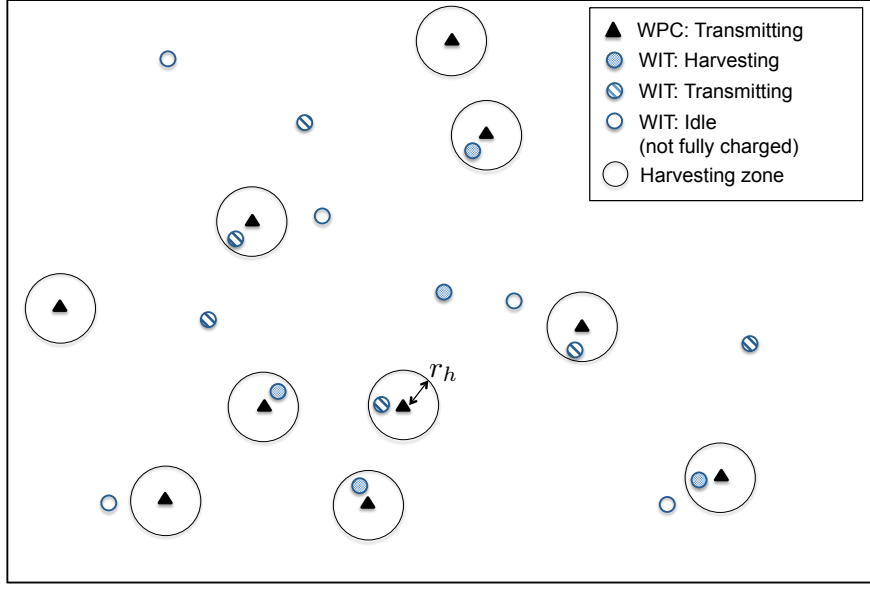 WPC: Transmitting
WIT: Harvesting
WIT: Transmitting
WIT: Idle
(not fully charged)
Harvesting zone
r_h